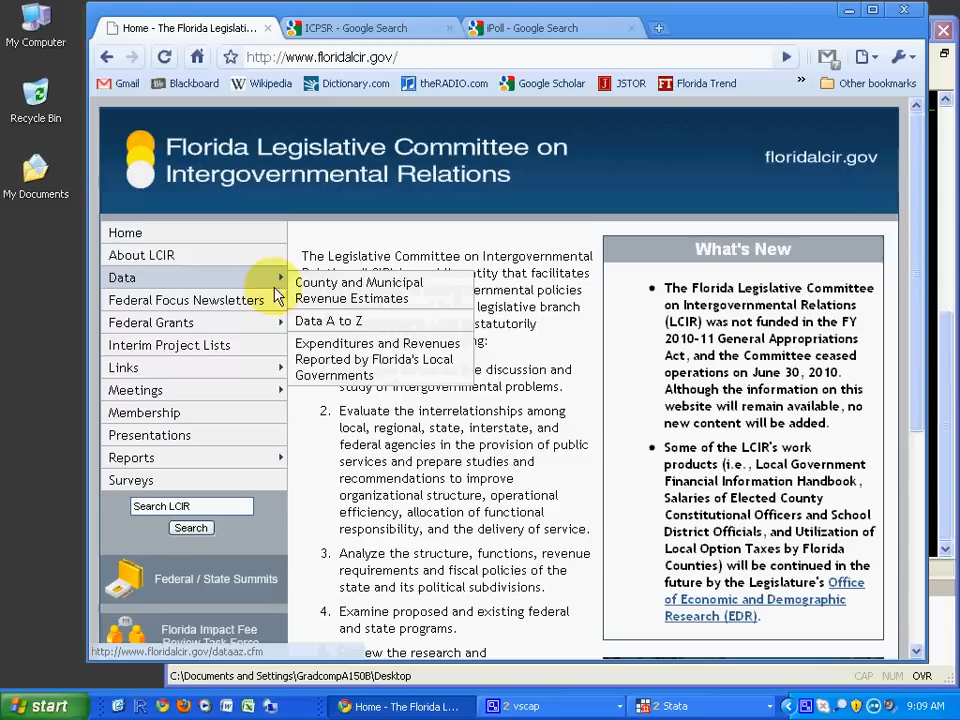 My Computer
Recycle Bin
My Documents
Home - The Florida Legislati...
ICPSR - Google Search
iPoll - Google Search
http://www.floridalcir.gov/
Gmail
Blackboard
Wikipedia
Dictionary.com
theRADIO.com
Google Scholar
JSTOR
Florida Trend
»
Other bookmarks
Florida Legislative Committee on
Intergovernmental Relations
floridalcir.gov
Home
About LCIR
Data
Federal Focus Newsletters
Federal Grants
Interim Project Lists
Links
Meetings
Membership
Presentations
Reports
Surveys
Search LCIR
Search
Federal / State Summits
Florida Impact Fee
Review Task Force
http://www.floridalcir.gov/dataaz.cfm
County and Municipal
Revenue Estimates
Data A to Z
Expenditures and Revenues
Reported by Florida's Local
Governments
The Legislative Committee on Intergovernmental
entity that facilitates
governmental policies
legislative branch
statutorily
discussion and
study of intergovernmental problems.
2. Evaluate the interrelationships among
local, regional, state, interstate, and
federal agencies in the provision of public
services and prepare studies and
recommendations to improve
organizational structure, operational
efficiency, allocation of functional
responsibility, and the delivery of service.
3. Analyze the structure, functions, revenue
requirements and fiscal policies of the
state and its political subdivisions.
4. Examine proposed and existing federal
and state programs.
the research and
What's New
The Florida Legislative Committee
on Intergovernmental Relations
(LCIR) was not funded in the FY
2010-11 General Appropriations
Act, and the Committee ceased
operations on June 30, 2010.
Although the information on this
website will remain available, no
new content will be added.
Some of the LCIR's work
products (i.e., Local Government
Financial Information Handbook,
Salaries of Elected County
Constitutional Officers and School
District Officials, and Utilization of
Local Option Taxes by Florida
Counties) will be continued in the
future by the Legislature's Office
of Economic and Demographic
Research (EDR).
C:\Documents and Settings\GradcompA150B\Desktop
CAP NUM OVR
start
Home - The Florida L...
2 vscap
2 Stata
9:09 AM